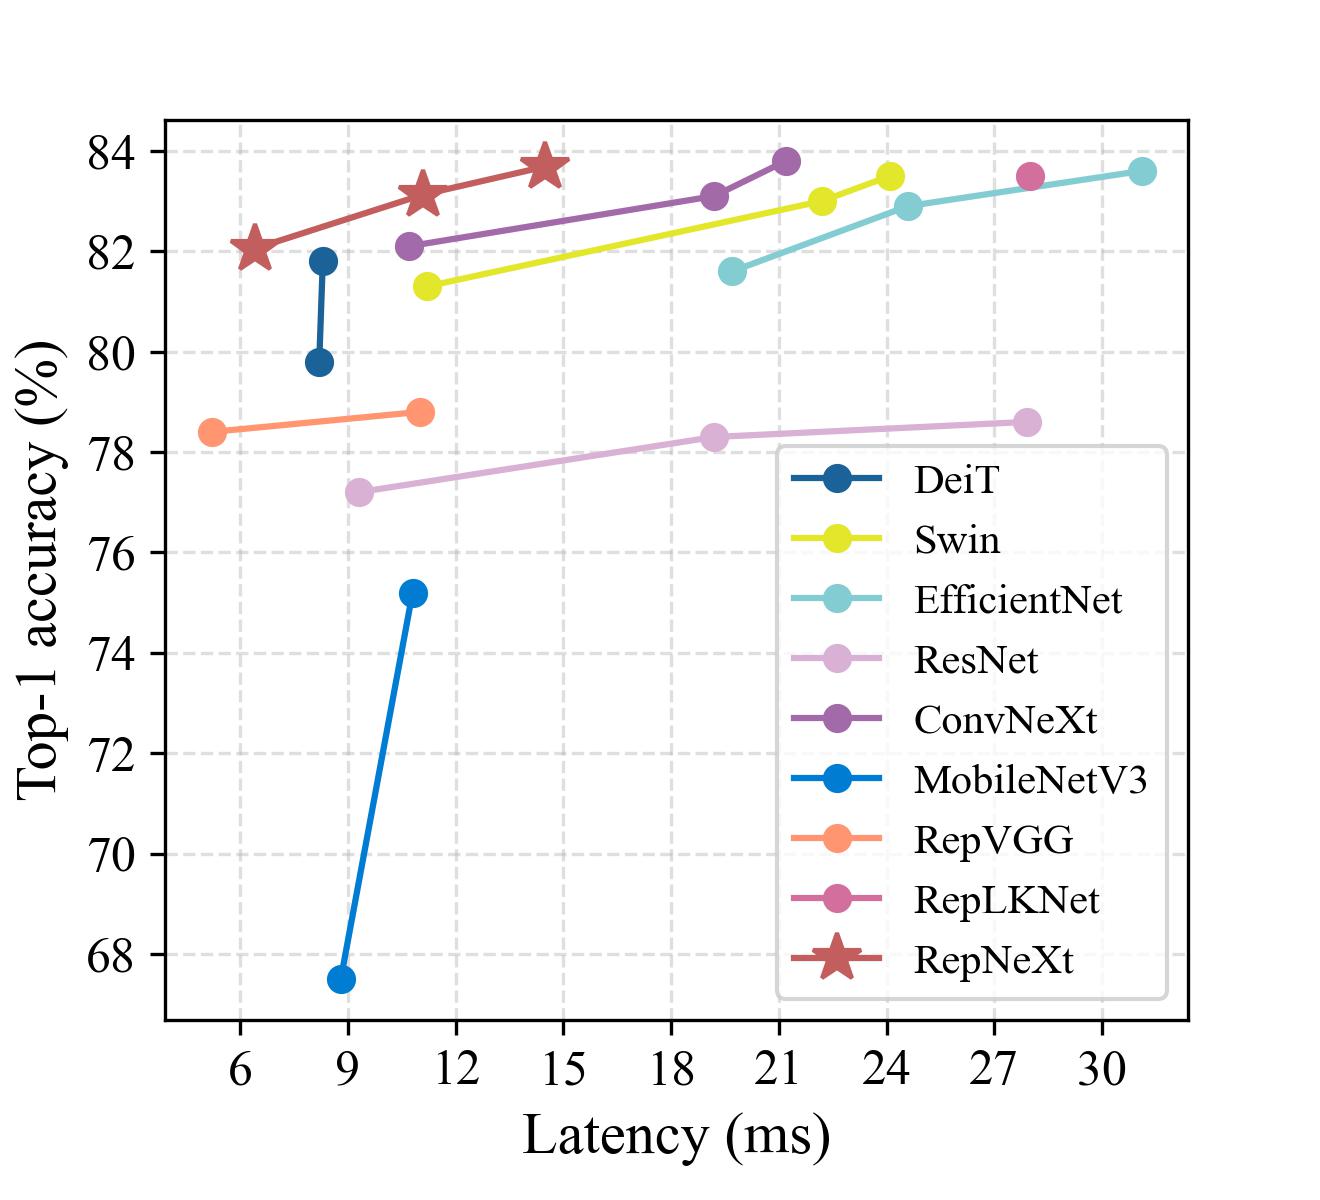 84
82
80
78
76
74
72
70
68
Top-1 accuracy (%)
DeiT
Swin
EfficientNet
ResNet
ConvNeXt
MobileNetV3
RepVGG
RepLKNet
RepNeXt
6 9 12 15 18 21 24 27 30
Latency (ms)